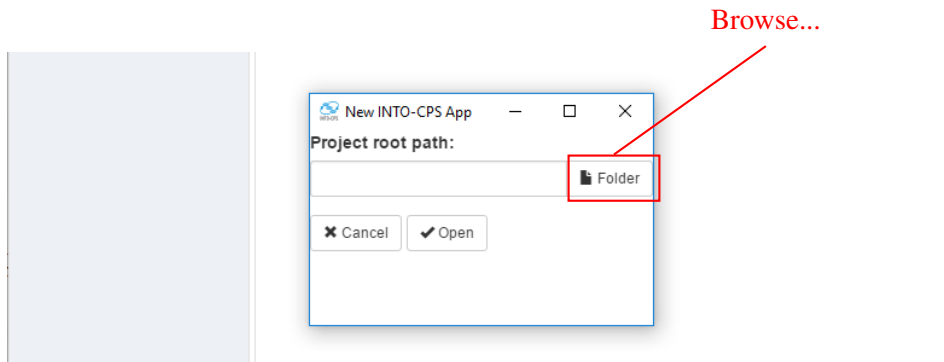 Browse...
New INTO-CPS App
Project root path:
Folder
Cancel
Open